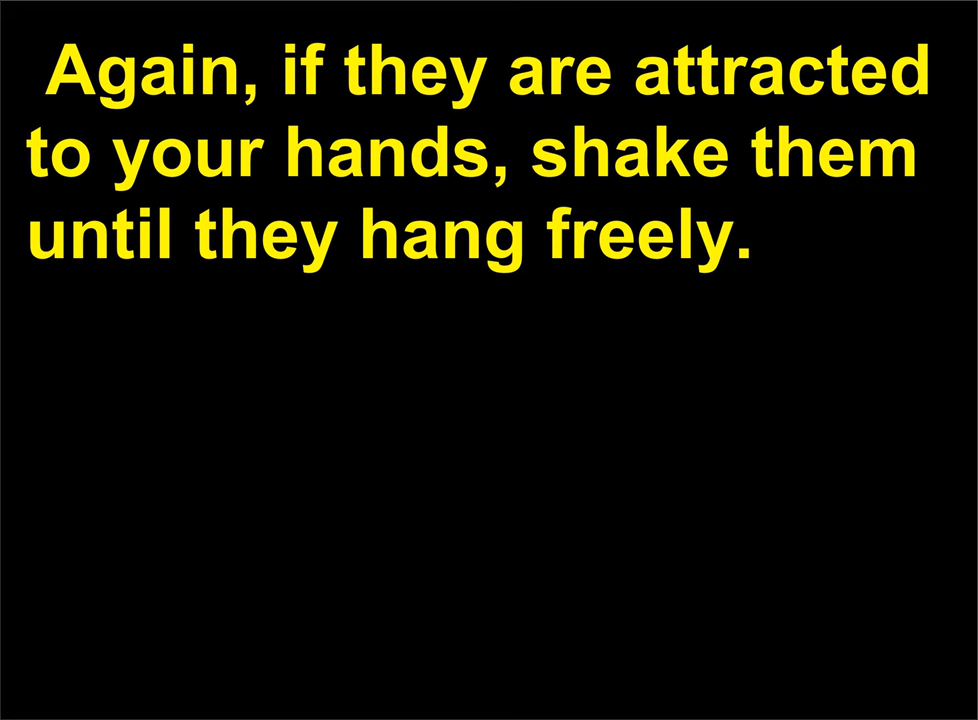 Again, if they are attracted
to your hands, shake them
until they hang freely.